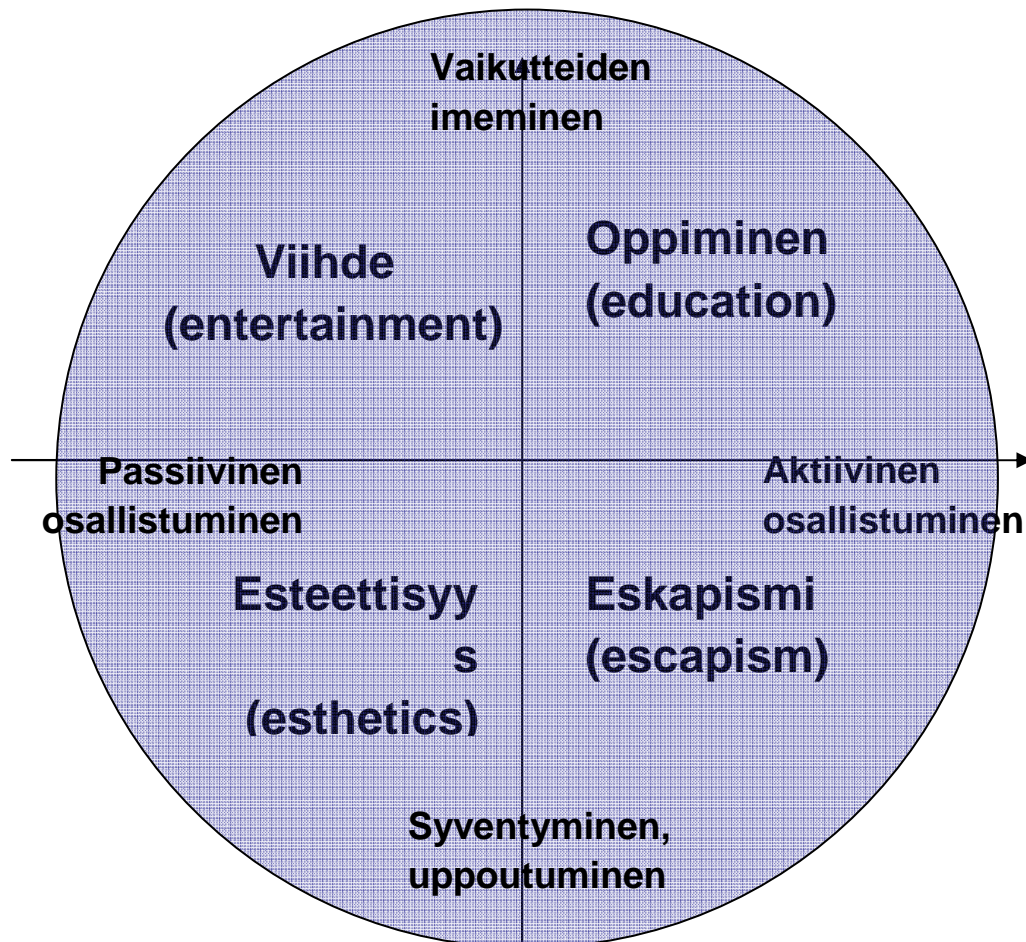 Vaikutteiden
imeminen
Viihde
(entertainment)
Oppiminen
(education)
Passiivinen
osallistuminen
Aktiivinen
osallistuminen
Esteettisyy
s
(esthetics)
Eskapismi
(escapism)
Syventyminen,
uppoutuminen